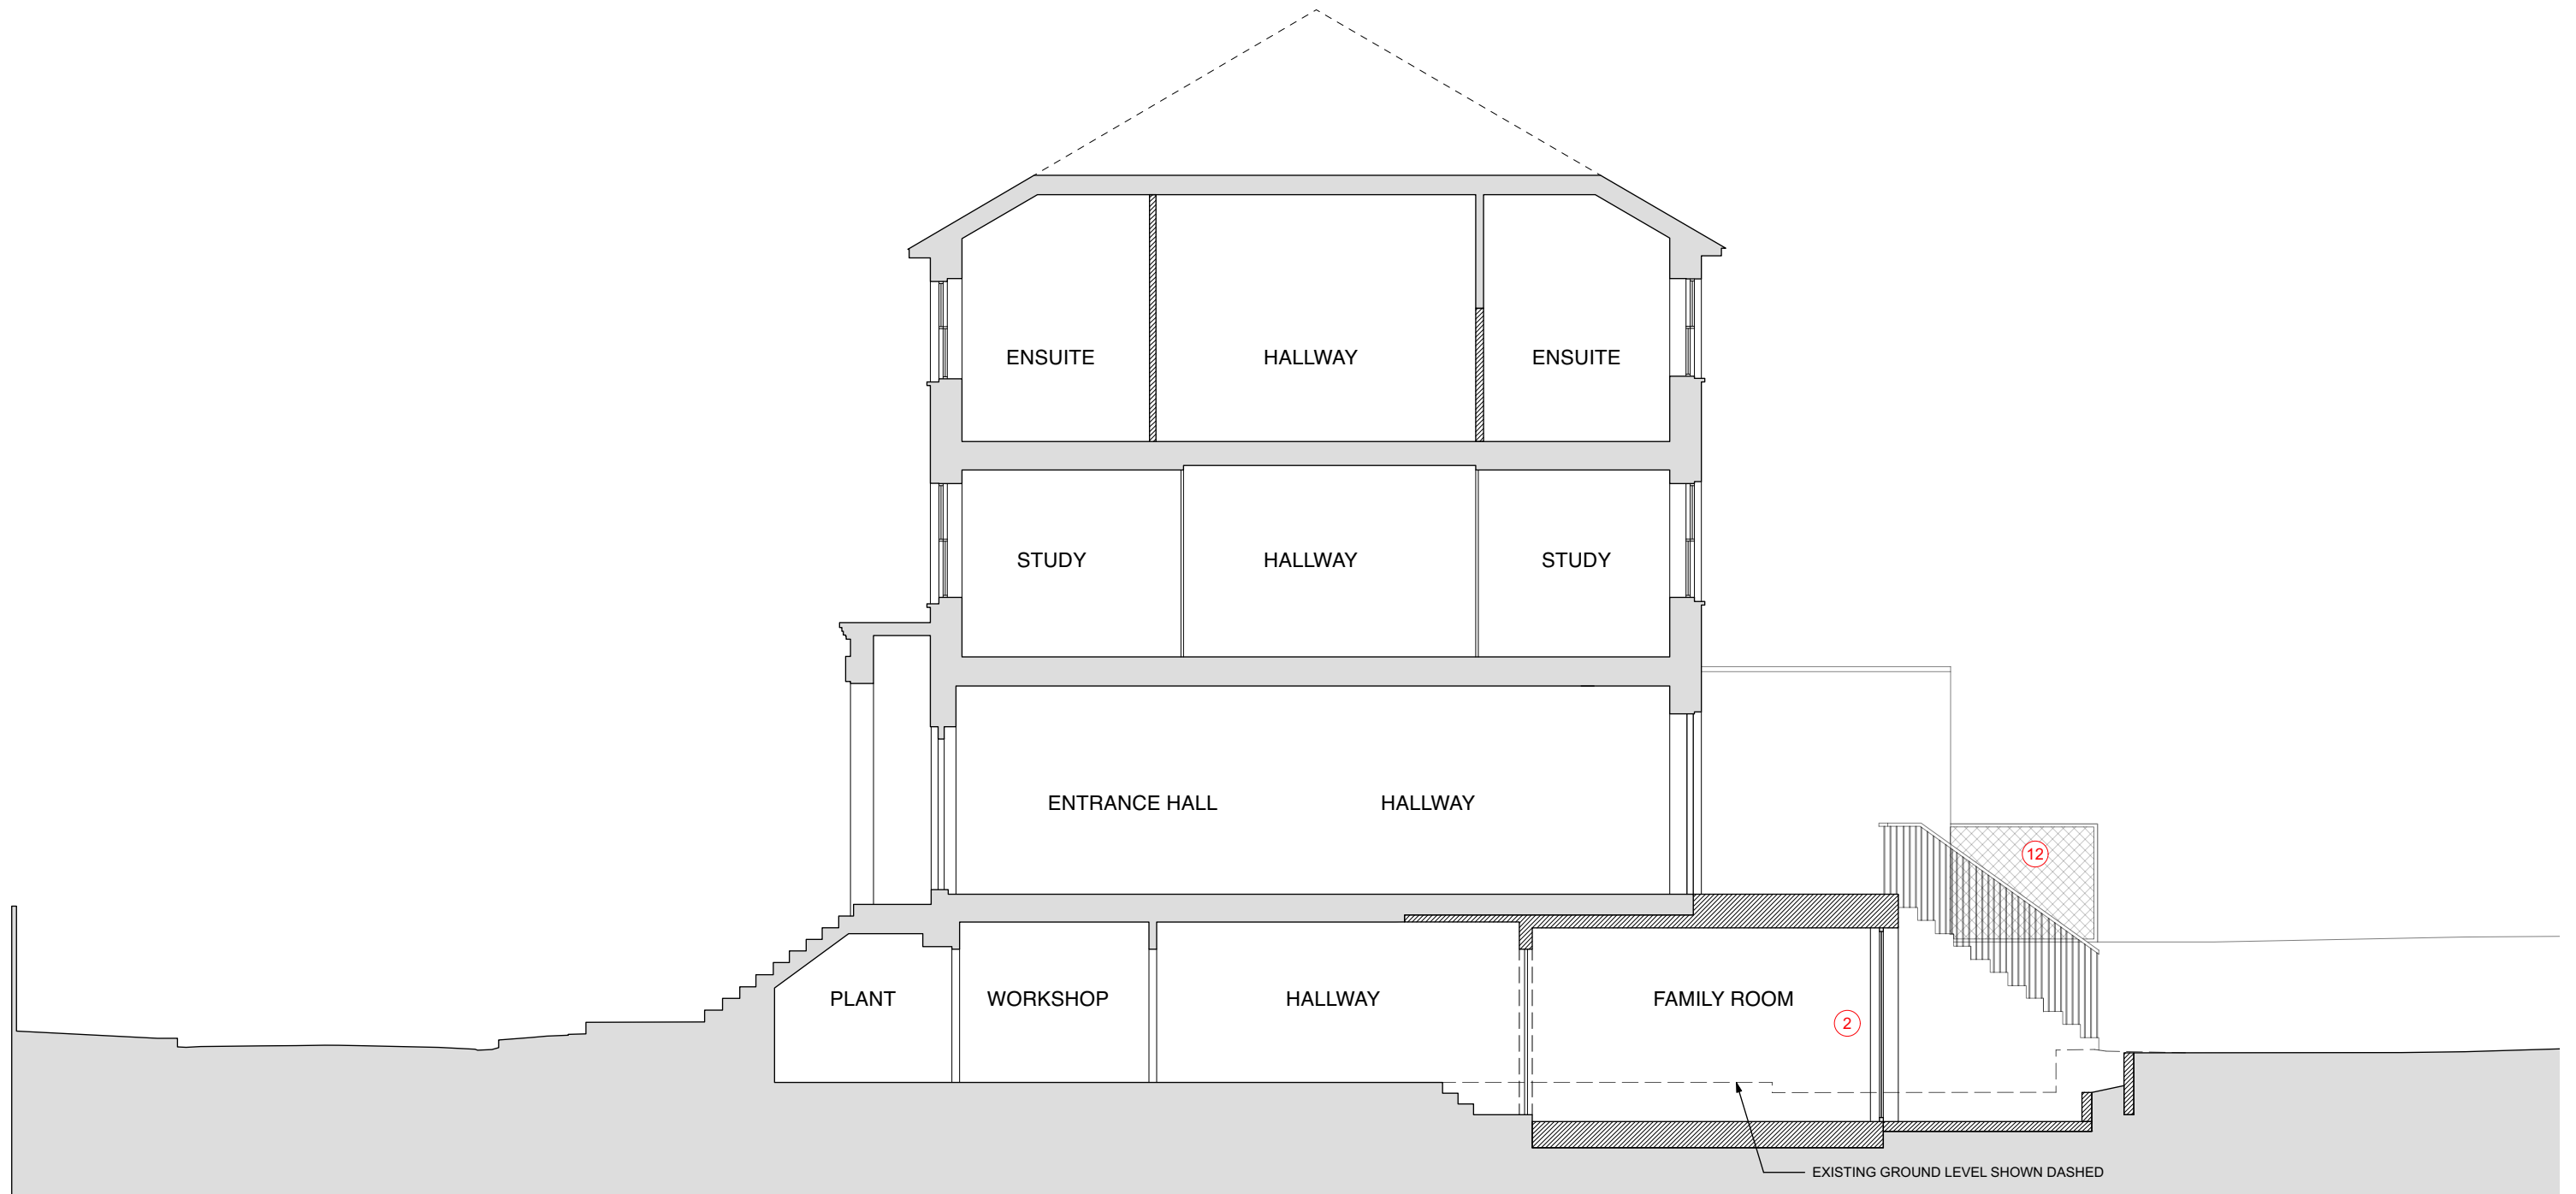 ENSUITE HALLWAY ENSUITE
STUDY HALLWAY STUDY
ENTRANCE HALL HALLWAY
12
PLANT WORKSHOP HALLWAY FAMILY ROOM
2
EXISTING GROUND LEVEL SHOWN DASHED